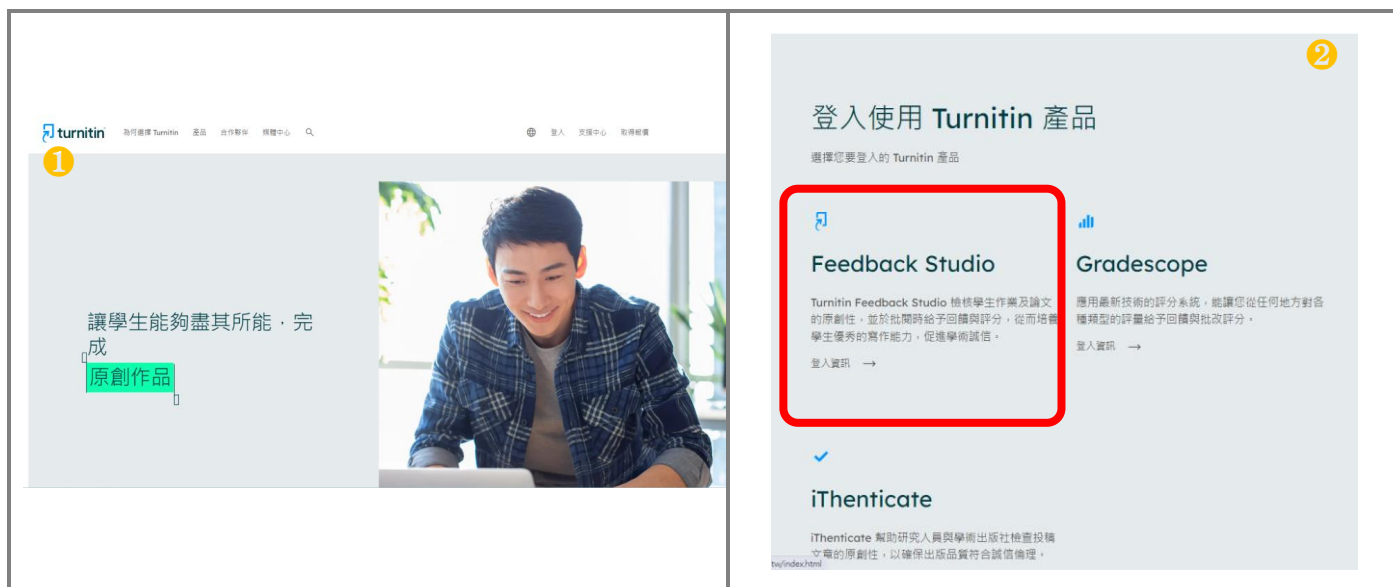 turnitin
為何選擇 Turnitin 產品 合作夥伴 媒體中心
登入 支援中心 取得報價
1
讓學生能夠盡其所能，完
成
原創作品
2
登入使用 Turnitin 產品
選擇您要登入的 Turnitin 產品
Feedback Studio
Turnitin Feedback Studio 檢核學生作業及論文
的原創性，並於批閱時給予回饋與評分，從而培養
學生優秀的寫作能力，促進學術誠信。
登入資訊 →
Gradescope
應用最新技術的評分系統，能讓您從任何地方對各
種類型的評量給予回饋與批改評分。
登入資訊 →
iThenticate
iThenticate 幫助研究人員與學術出版社檢查投稿
文章的原創性，以確保出版品質符合誠信倫理，
tw/index.html